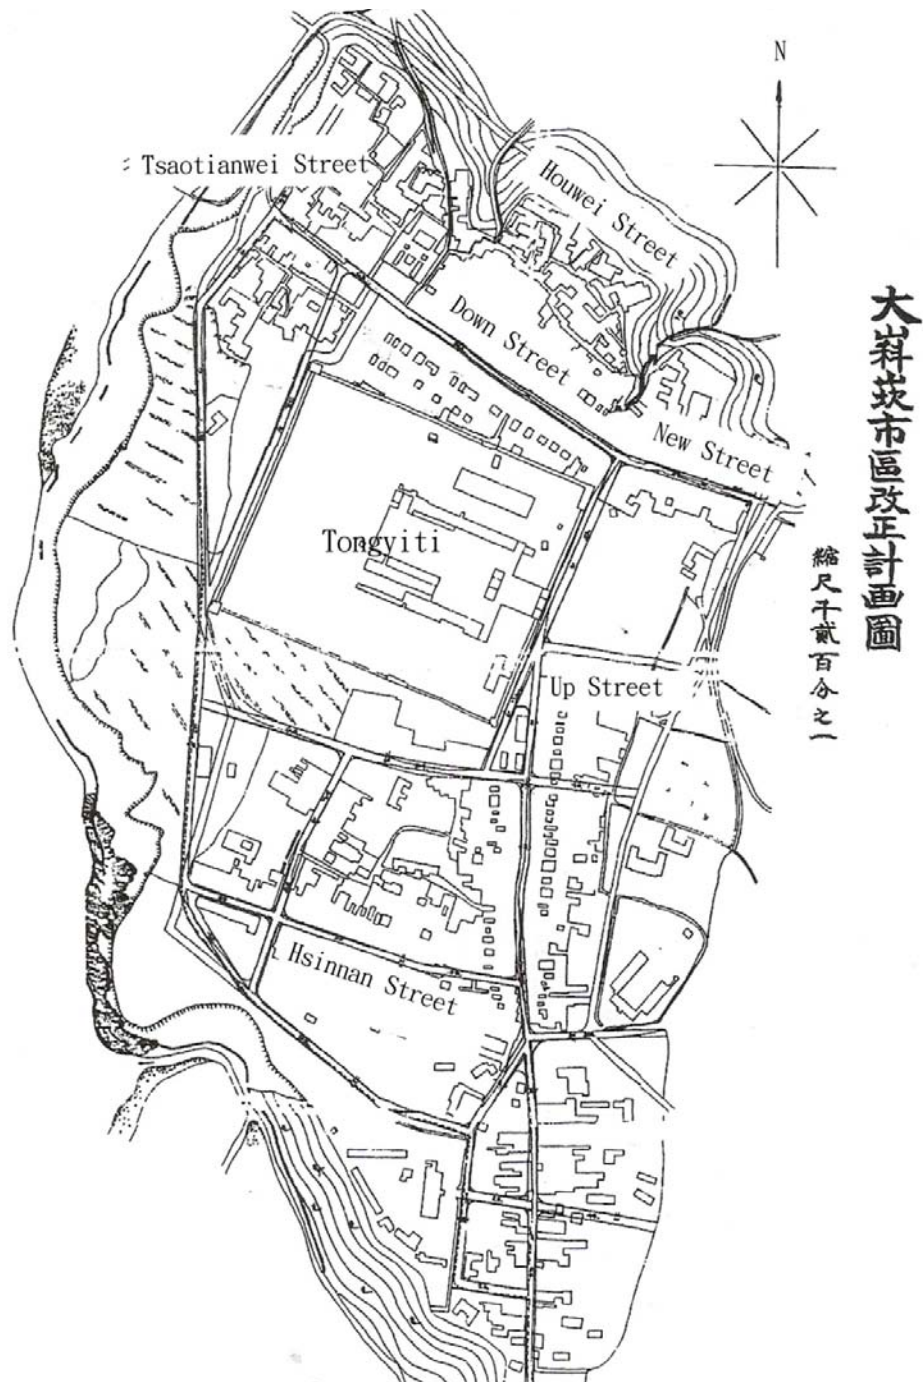 N
Tsaotianwei Street
Houwei Street
Down Street
New Street
Tongyiti
Up Street
Hsinnan Street
大嵙崁市區改正計画圖
縮尺千貳百分之一